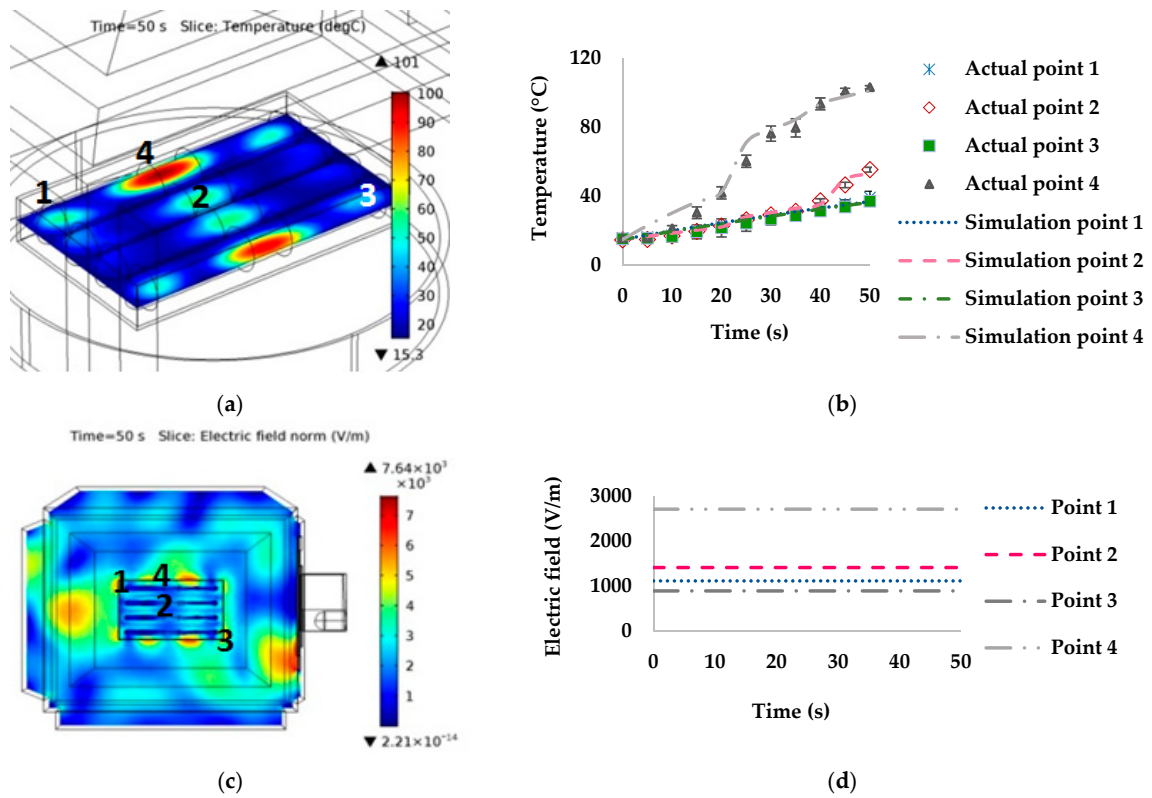 Time=50 s Slice: Temperature (degC)
▲ 101
100
90
80
70
60
50
40
30
20
▼ 15.3
1
4
2
3
(a)
Temperature (°C)
120
80
40
0
0 10 20 30 40 50
Time (s)
Actual point 1
Actual point 2
Actual point 3
Actual point 4
Simulation point 1
Simulation point 2
Simulation point 3
Simulation point 4
(b)
Time=50 s Slice: Electric field norm (V/m)
▲ 7.64×10³
×10³
7
6
5
4
3
2
1
▼ 2.21×10⁻¹⁴
1
4
2
3
(c)
Electric field (V/m)
3000
2000
1000
0
0 10 20 30 40 50
Time (s)
Point 1
Point 2
Point 3
Point 4
(d)